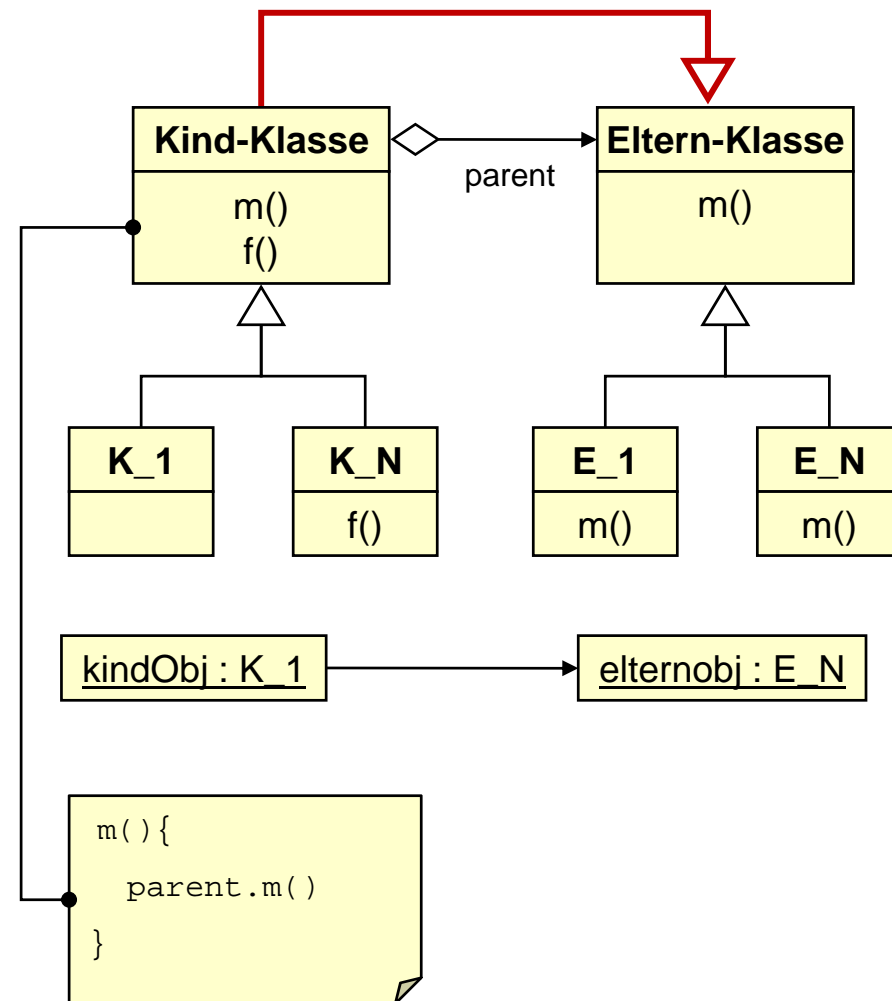 Kind-Klasse
m()
f()
parent
Eltern-Klasse
m()
K_1
K_N
f()
E_1
m()
E_N
m()
kindObj : K_1
elternobj : E_N
m(){
parent.m()
}